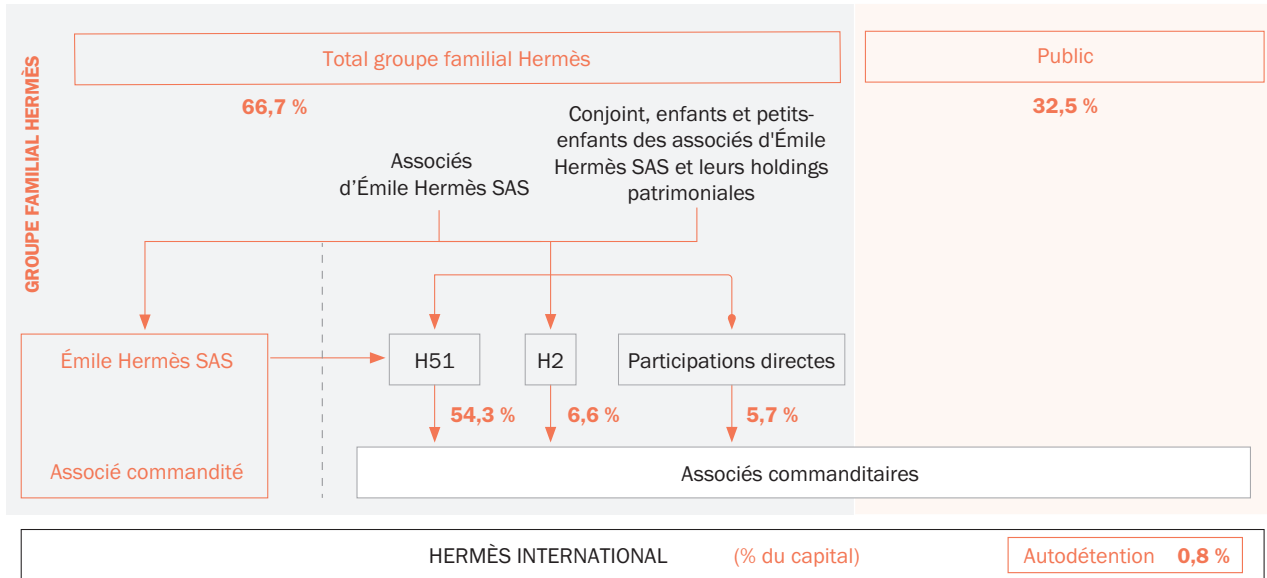 GROUPE FAMILIAL HERMÈS
Total groupe familial Hermès
Public
66,7 %
32,5 %
Associés
d’Émile Hermès SAS
Conjoint, enfants et petits-
enfants des associés d'Émile
Hermès SAS et leurs holdings
patrimoniales
Émile Hermès SAS
H51
H2
Participations directes
54,3 %
6,6 %
5,7 %
Associé commandité
Associés commanditaires
HERMÈS INTERNATIONAL (% du capital)
Autodétention 0,8 %